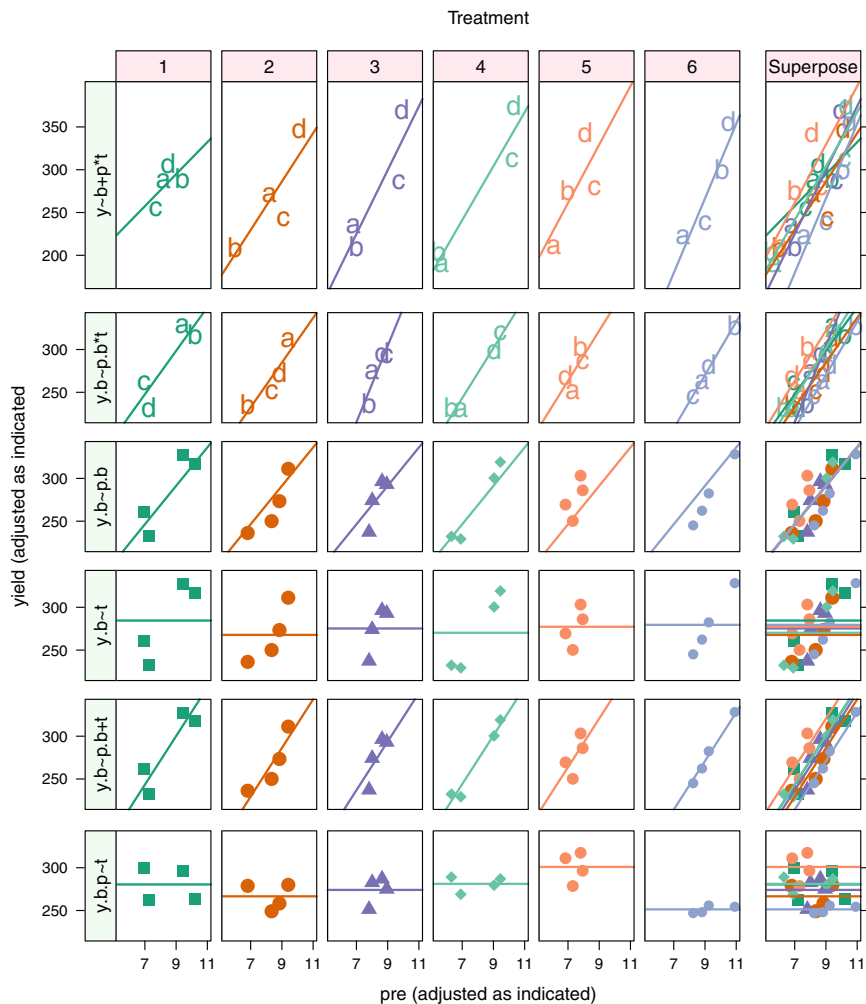 Treatment
1 2 3 4 5 6 Superpose
y~b+p*t
350
300
250
200
d
a b
c
d
a
c
b
d
c
a
b
d
c
b
a
d
b c
a
d
b
c
a
y.b~p.b*t
300
250
a
b
c
d
a
d
c
b
d c
a
b
c
d
b a
b
c
d
a
b
d
a
c
yield (adjusted as indicated)
y.b~p.b
300
250
y.b~t
300
250
y.b~p.b+t
300
250
y.b.p~t
300
250
7 9 11 7 9 11 7 9 11 7 9 11 7 9 11 7 9 11 7 9 11
pre (adjusted as indicated)